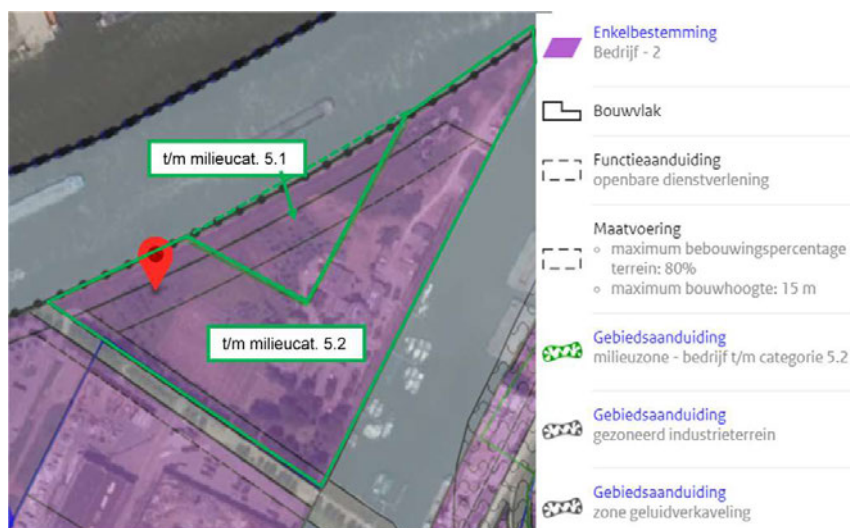 t/m milieucat. 5.1
t/m milieucat. 5.2
Enkelbestemming
Bedrijf - 2
Bouwvlak
Functieaanduiding
openbare dienstverlening
Maatvoering
maximum bebouwingspercentage
terrein: 80%
maximum bouwhoogte: 15 m
Gebiedsaanduiding
milieuzone - bedrijf t/m categorie 5.2
Gebiedsaanduiding
gezoneerd industrieterrein
Gebiedsaanduiding
zone geluidverkaveling